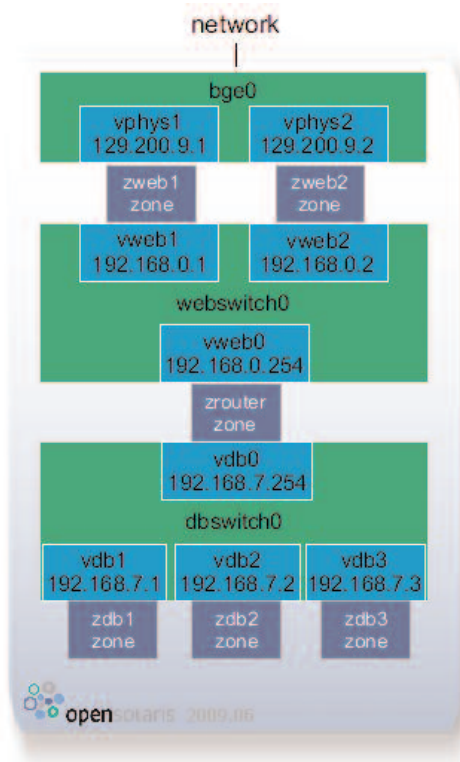 network
bge0
vphys1
129.200.9.1
vphys2
129.200.9.2
zweb1
zone
zweb2
zone
vweb1
192.168.0.1
vweb2
192.168.0.2
webswitch0
vweb0
192.168.0.254
zrouter
zone
vdb0
192.168.7.254
dbswitch0
vdb1
192.168.7.1
vdb2
192.168.7.2
vdb3
192.168.7.3
zdb1
zone
zdb2
zone
zdb3
zone
opensolaris 2009.06